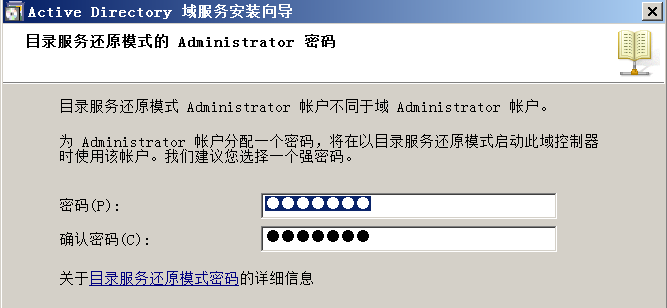 Active Directory 域服务安装向导
目录服务还原模式的 Administrator 密码
目录服务还原模式 Administrator 帐户不同于域 Administrator 帐户。
为 Administrator 帐户分配一个密码，将在以目录服务还原模式启动此域控制器
时使用该帐户。我们建议您选择一个强密码。
密码(P):
●●●●●●●
确认密码(C):
●●●●●●●
关于目录服务还原模式密码的详细信息